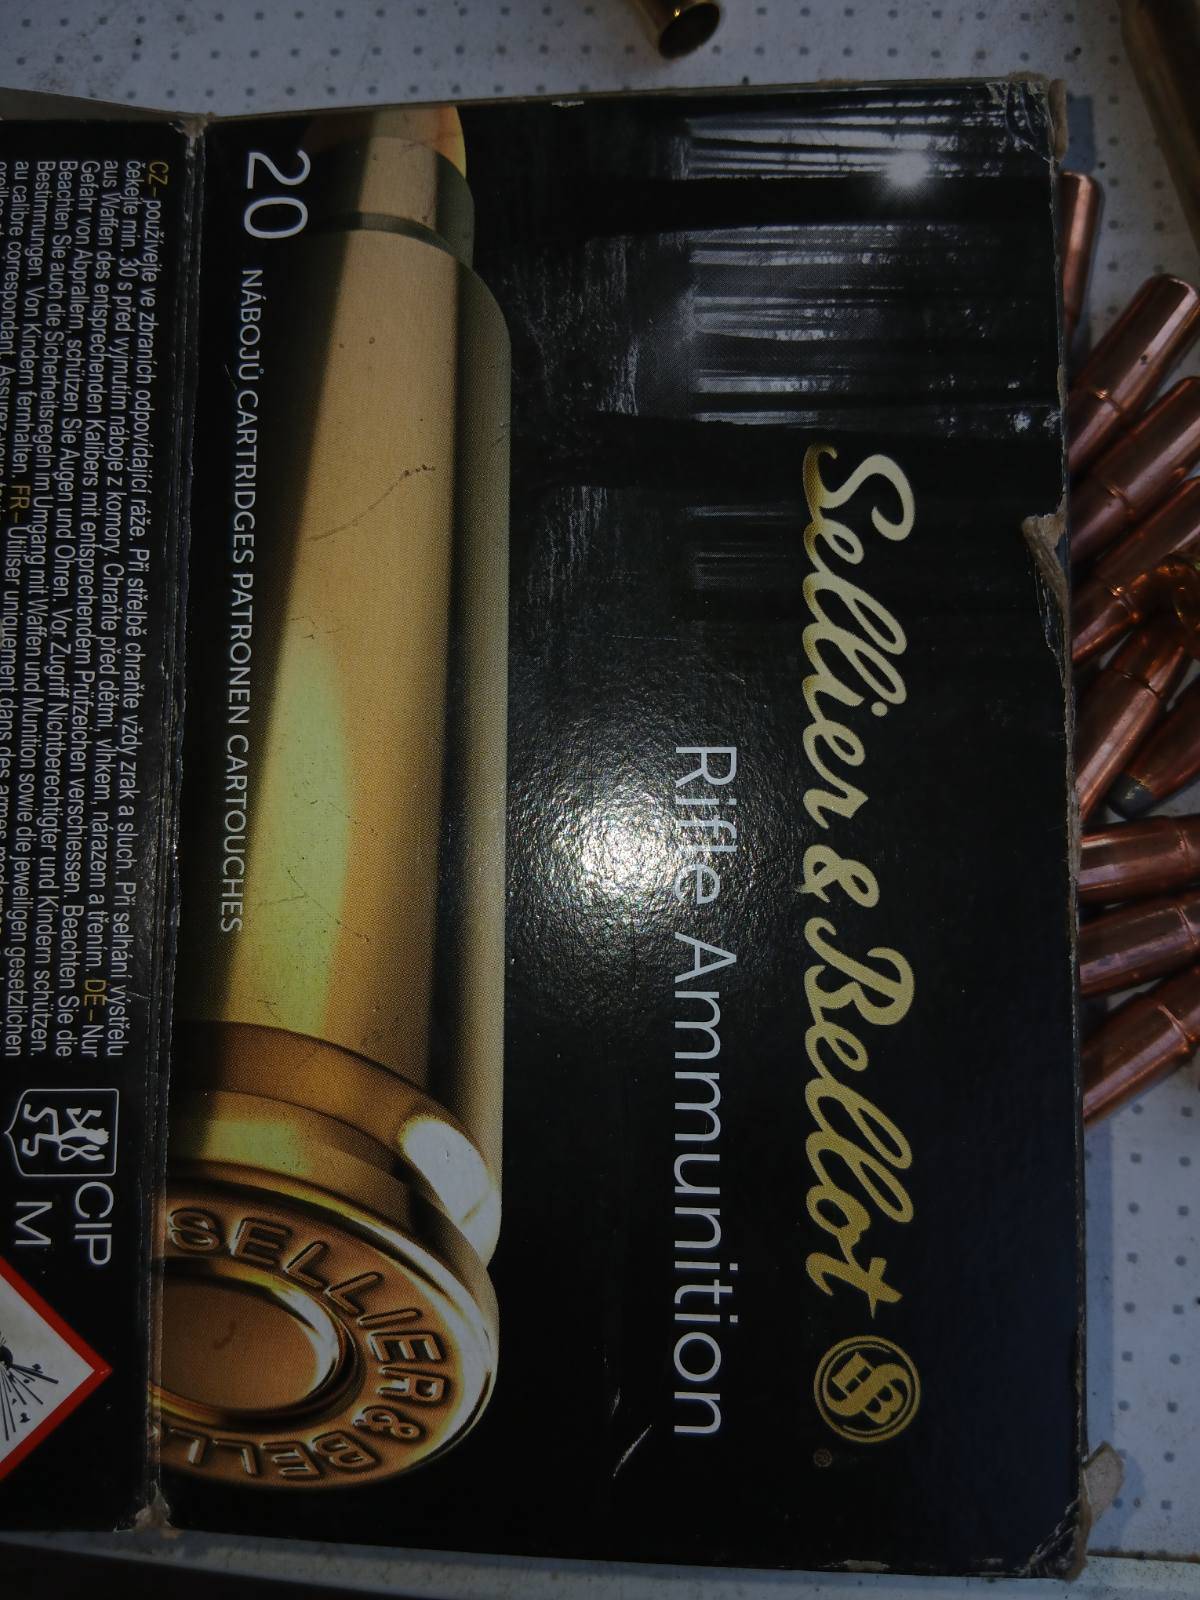 Sellier & Bellot SB
®
Rifle Ammunition
SELLIER & BELL
20 NÁBOJŮ CARTRIDGES PATRONEN CARTOUCHES
CZ–používejte ve zbraních odpovídající ráže. Při střelbě chraňte vždy zrak a sluch. Při selhání výstřelu
čekejte min. 30 s před vyjmutím náboje z komory. Chraňte před dětmi, vlhkem, nárazem a třením. DE–Nur
aus Waffen des entsprechenden Kalibers mit entsprechendem Prüfzeichen verschiessen. Beachten Sie die
Gefahr von Abprallern, schützen Sie Augen und Ohren. Vor Zugriff Nichtberechtigter und Kindern schützen.
Beachten Sie auch die Sicherheitsregeln im Umgang mit Waffen und Munition sowie die jeweiligen gesetzlichen
Bestimmungen. Von Kindern fernhalten. FR–Utiliser uniquement dans des armes
au calibre correspondant.
CIP
M